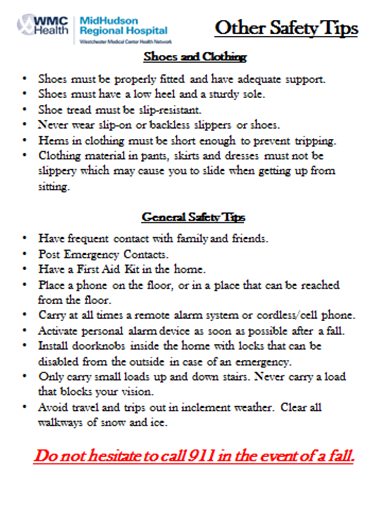 WMC
Health
MidHudson
Regional Hospital
Westchester Medical Center Health Network
Other Safety Tips
Shoes and Clothing
• Shoes must be properly fitted and have adequate support.
• Shoes must have a low heel and a sturdy sole.
• Shoe tread must be slip-resistant.
• Never wear slip-on or backless slippers or shoes.
• Hems in clothing must be short enough to prevent tripping.
• Clothing material in pants, skirts and dresses must not be
slippery which may cause you to slide when getting up from
sitting.
General Safety Tips
• Have frequent contact with family and friends.
• Post Emergency Contacts.
• Have a First Aid Kit in the home.
• Place a phone on the floor, or in a place that can be reached
from the floor.
• Carry at all times a remote alarm system or cordless/cell phone.
• Activate personal alarm device as soon as possible after a fall.
• Install doorknobs inside the home with locks that can be
disabled from the outside in case of an emergency.
• Only carry small loads up and down stairs. Never carry a load
that blocks your vision.
• Avoid travel and trips out in inclement weather. Clear all
walkways of snow and ice.
Do not hesitate to call 911 in the event of a fall.